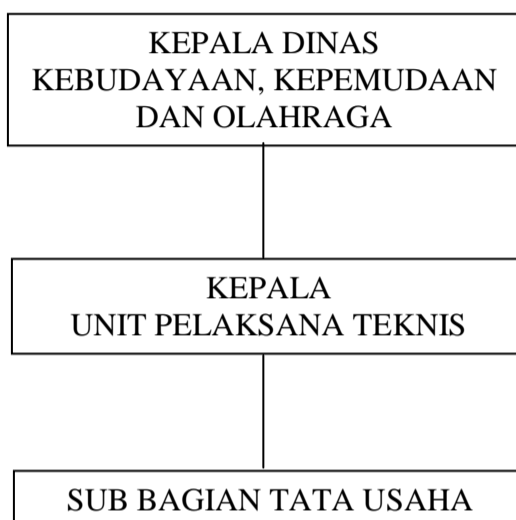 KEPALA DINAS
KEBUDAYAAN, KEPEMUDAAN
DAN OLAHRAGA
KEPALA
UNIT PELAKSANA TEKNIS
SUB BAGIAN TATA USAHA